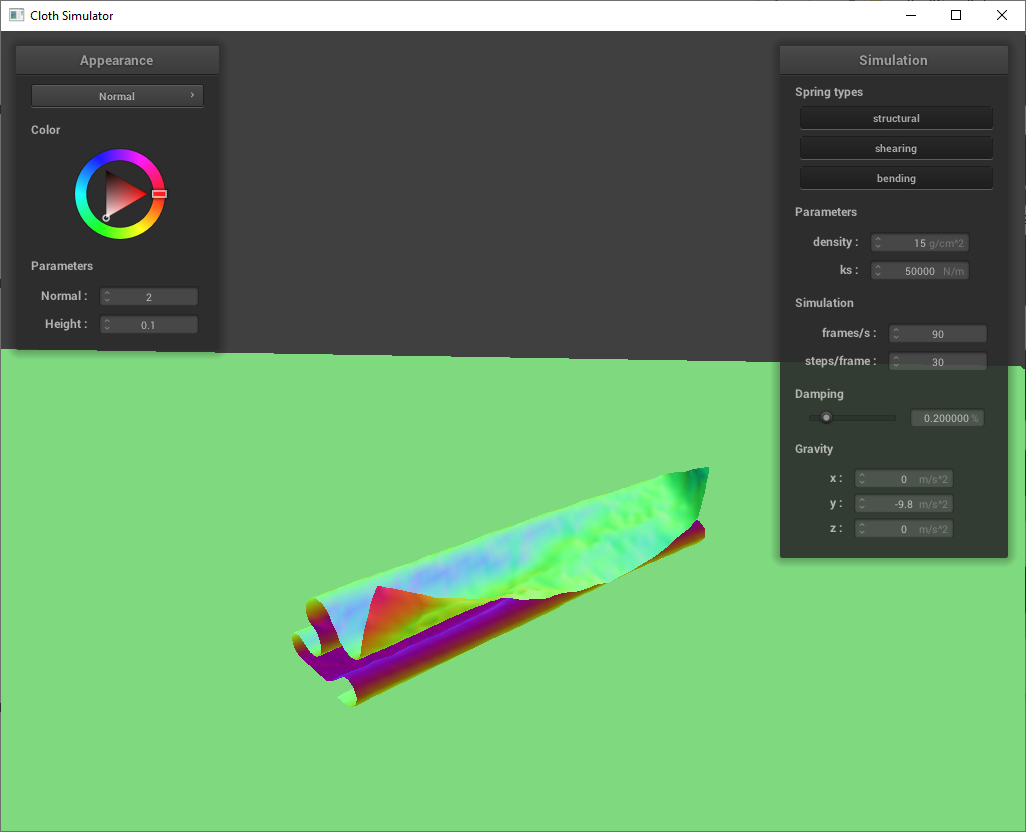 Cloth Simulator
Appearance
Normal
Color
Parameters
Normal : 2
Height : 0.1
Simulation
Spring types
structural
shearing
bending
Parameters
density : 15 g/cm^2
ks : 50000 N/m
Simulation
frames/s : 90
steps/frame : 30
Damping
0.200000 %
Gravity
x : 0 m/s^2
y : -9.8 m/s^2
z : 0 m/s^2